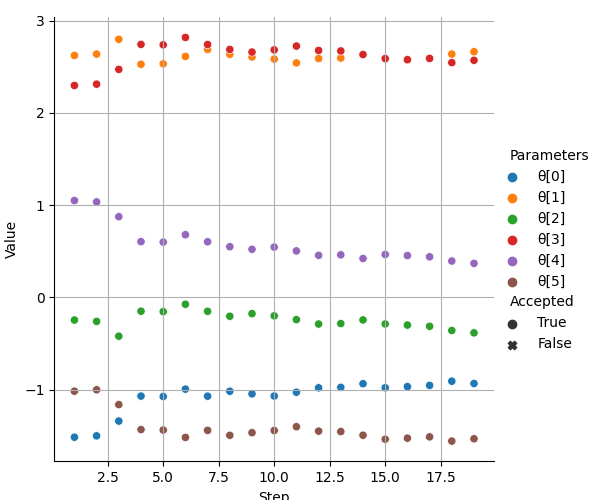 3
2
1
0
−1
Value
2.5 5.0 7.5 10.0 12.5 15.0 17.5
Step
Parameters
θ[0]
θ[1]
θ[2]
θ[3]
θ[4]
θ[5]
Accepted
True
False